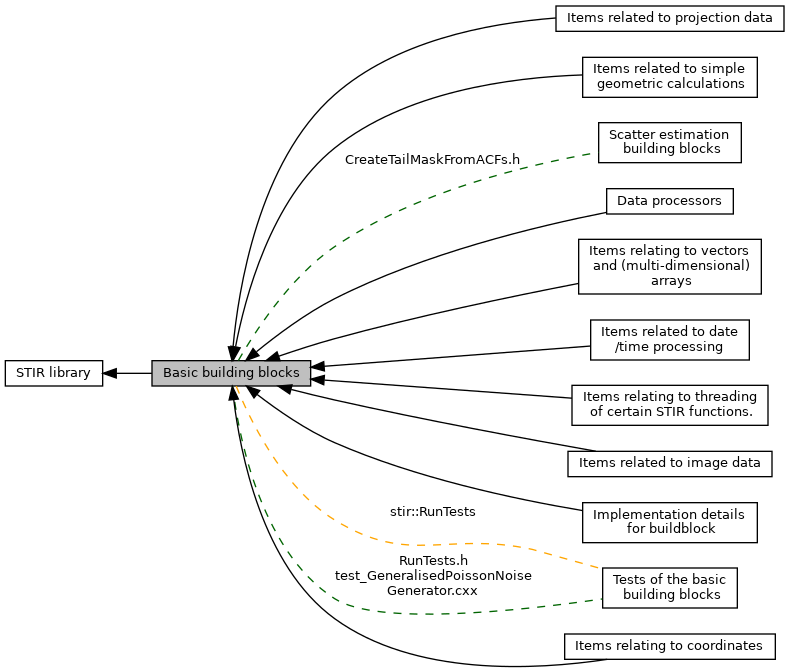 Items related to projection data
Items related to simple
geometric calculations
Scatter estimation
building blocks
CreateTailMaskFromACFs.h
Data processors
Items relating to vectors
and (multi-dimensional)
arrays
Items related to date
/time processing
STIR library
Basic building blocks
Items relating to threading
of certain STIR functions.
Items related to image data
Implementation details
for buildblock
stir::RunTests
RunTests.h
test_GeneralisedPoissonNoise
Generator.cxx
Tests of the basic
building blocks
Items relating to coordinates